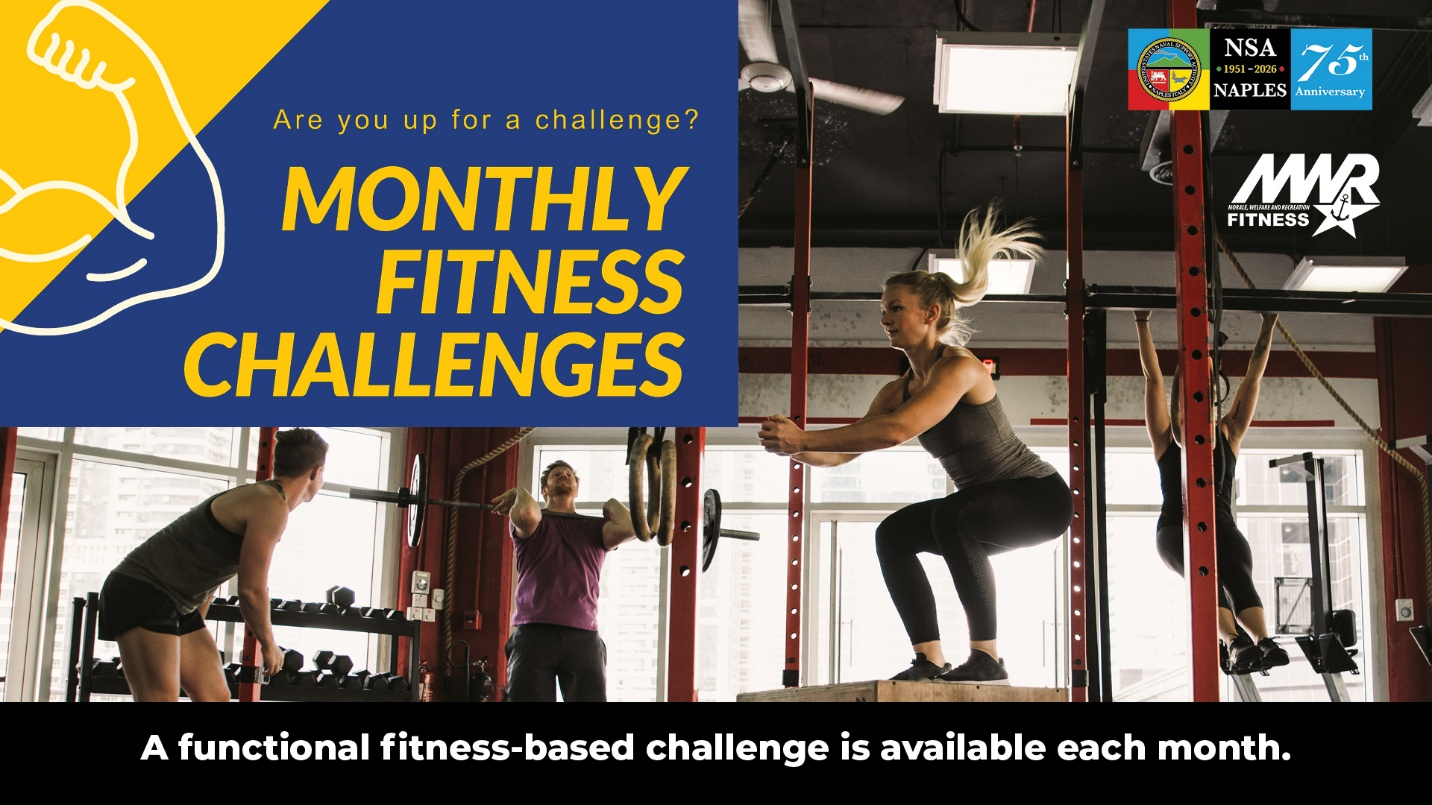 Are you up for a challenge?
MONTHLY
FITNESS
CHALLENGES
NSA
1951-2026
NAPLES
75th
Anniversary
MWR
MORALE, WELFARE AND RECREATION
FITNESS
A functional fitness-based challenge is available each month.